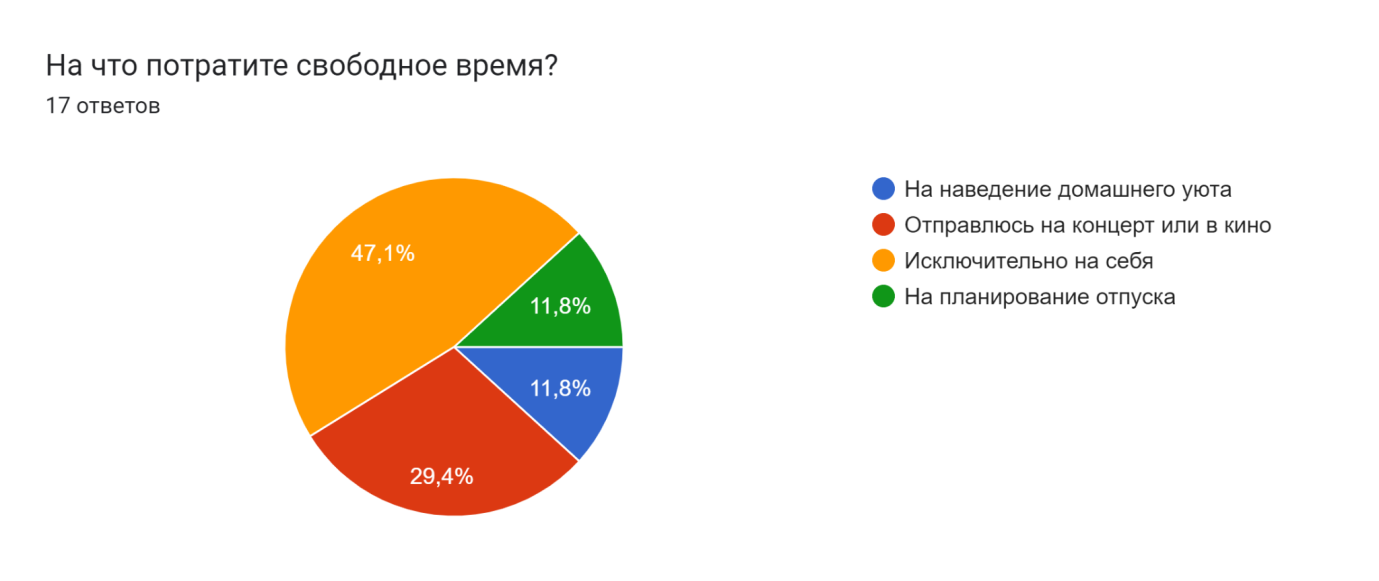 На что потратите свободное время?
17 ответов
47,1%
11,8%
11,8%
29,4%
На наведение домашнего уюта
Отправлюсь на концерт или в кино
Исключительно на себя
На планирование отпуска